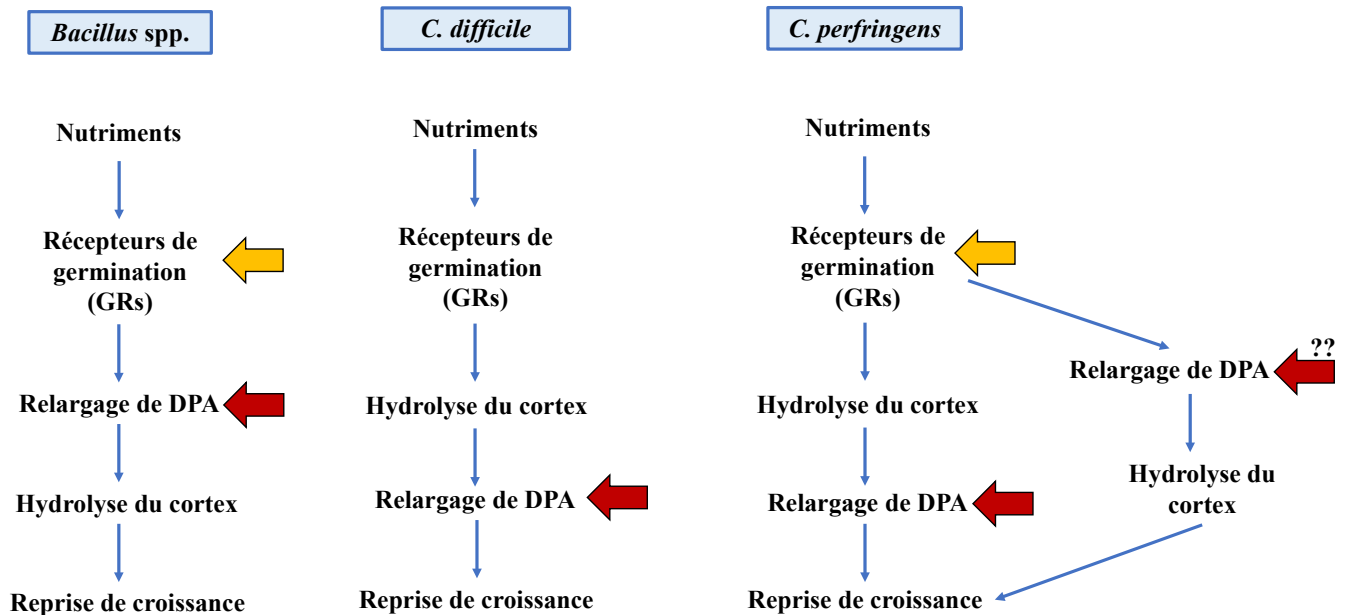 Bacillus spp.
Nutriments
Récepteurs de
germination
(GRs)
Relargage de DPA
Hydrolyse du cortex
Reprise de croissance
C. difficile
Nutriments
Récepteurs de
germination
(GRs)
Hydrolyse du cortex
Relargage de DPA
Reprise de croissance
C. perfringens
Nutriments
Récepteurs de
germination
(GRs)
Hydrolyse du cortex
Relargage de DPA
Reprise de croissance
??
Relargage de DPA
Hydrolyse du
cortex